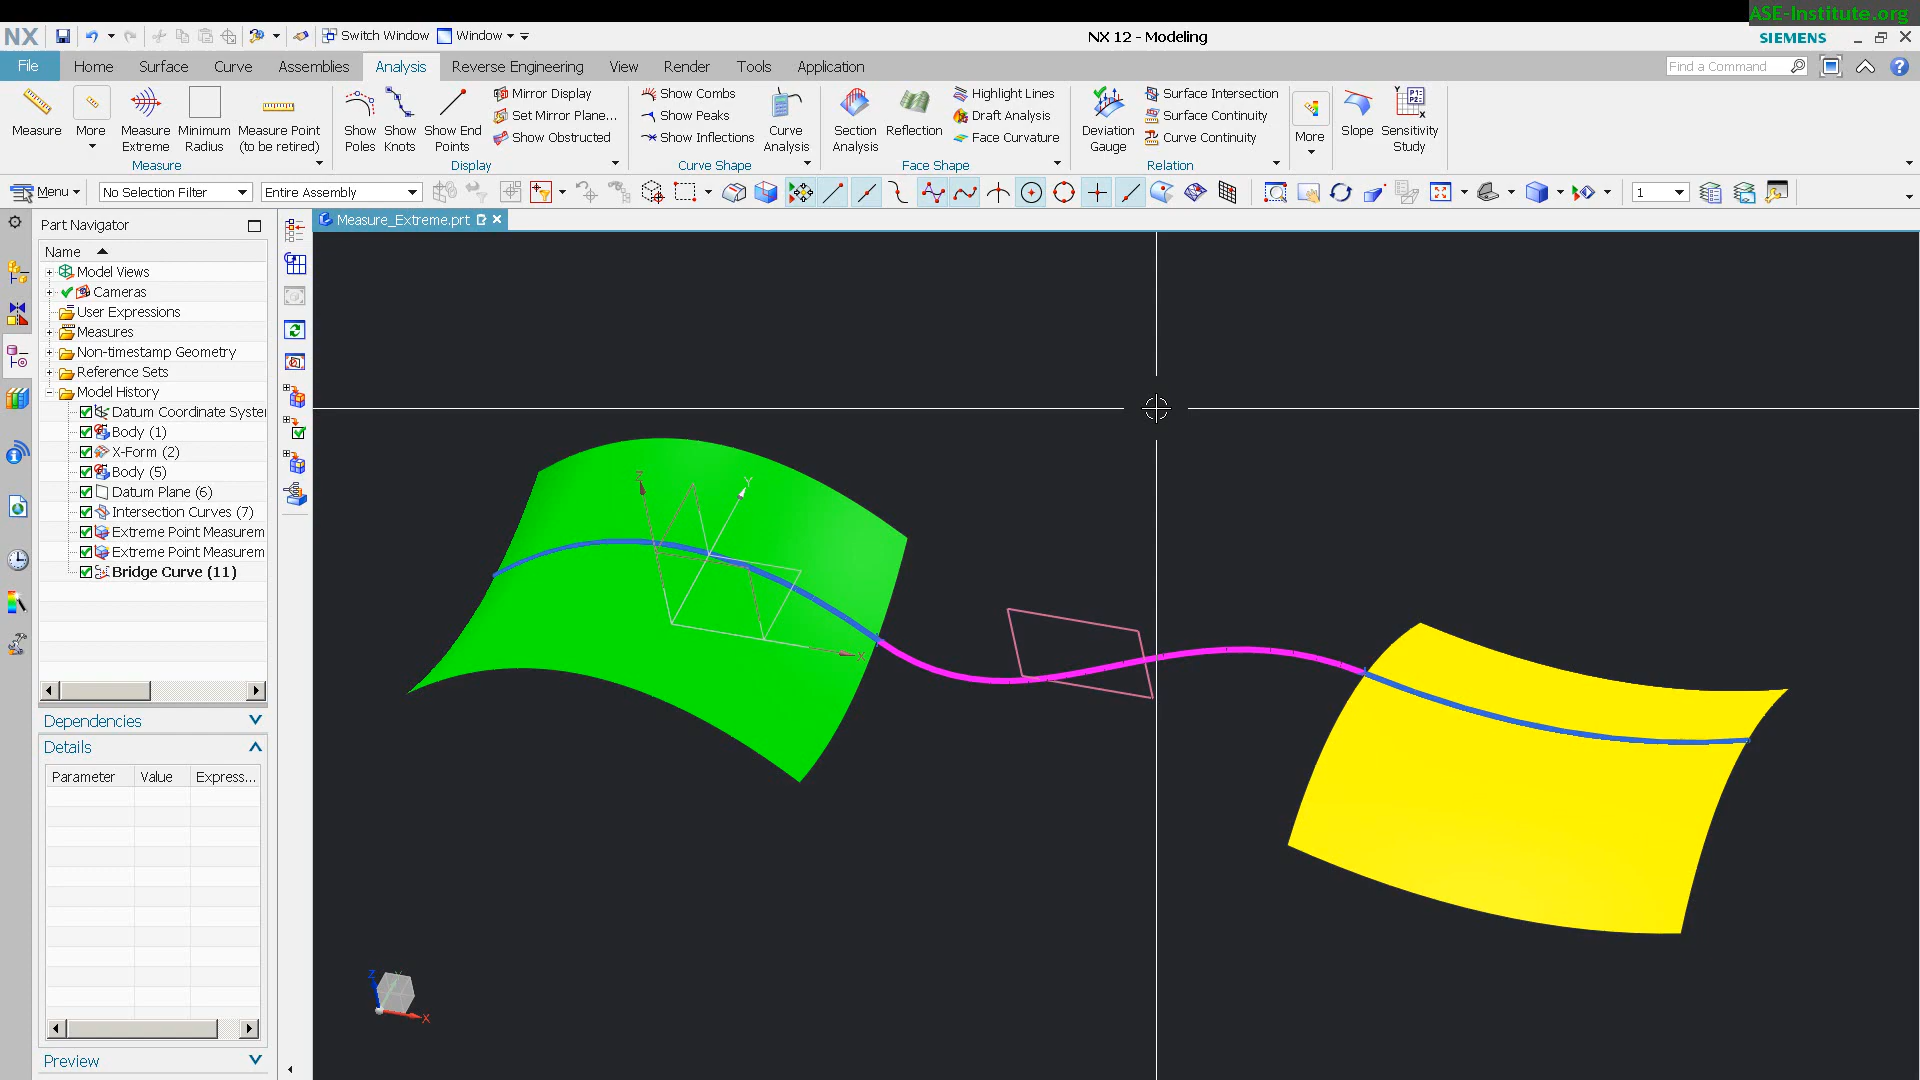 ASE-Institute.org
NX
Switch Window
Window
NX 12 - Modeling
SIEMENS
File
Home
Surface
Curve
Assemblies
Analysis
Reverse Engineering
View
Render
Tools
Application
Find a Command
Measure
More
Measure Extreme
Minimum Radius
Measure Point (to be retired)
Measure
Show Poles
Show Knots
Show End Points
Mirror Display
Set Mirror Plane...
Show Obstructed
Display
Show Combs
Show Peaks
Show Inflections
Curve Analysis
Curve Shape
Section Analysis
Reflection
Highlight Lines
Draft Analysis
Face Curvature
Face Shape
Deviation Gauge
Surface Intersection
Surface Continuity
Curve Continuity
Relation
More
Slope
Sensitivity Study
Menu
No Selection Filter
Entire Assembly
1
Part Navigator
Measure_Extreme.prt
Name
Model Views
Cameras
User Expressions
Measures
Non-timestamp Geometry
Reference Sets
Model History
Datum Coordinate Syste
Body (1)
X-Form (2)
Body (5)
Datum Plane (6)
Intersection Curves (7)
Extreme Point Measurem
Extreme Point Measurem
Bridge Curve (11)
Dependencies
Details
Parameter
Value
Express...
Preview
Z
Y
X
Z
Y
X